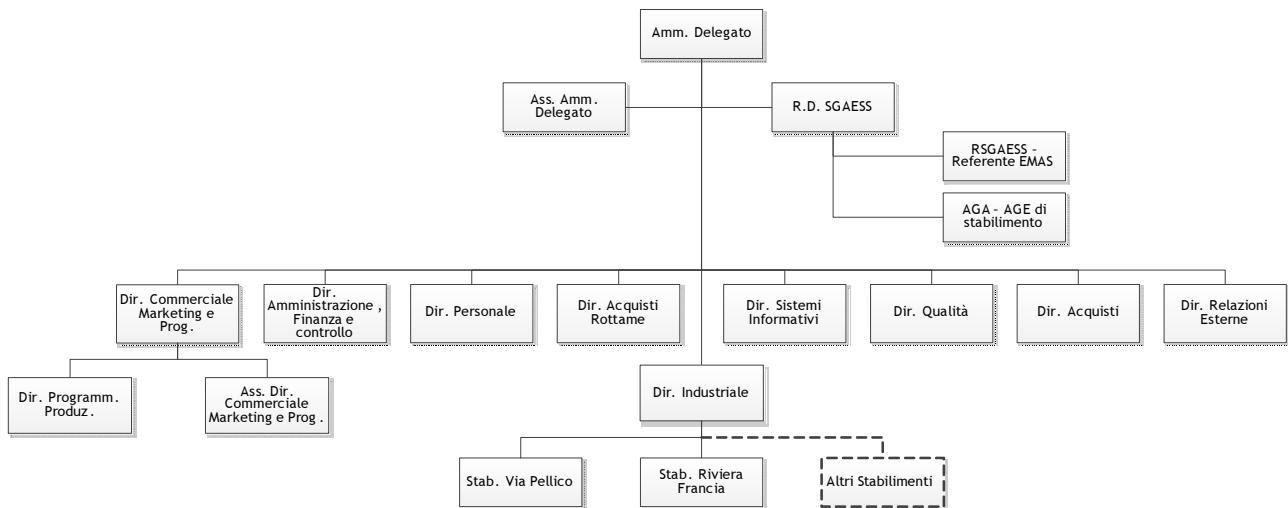 Amm. Delegato
Ass. Amm.
Delegato
R.D. SGAESS
RSGAESS –
Referente EMAS
AGA – AGE di
stabilimento
Dir. Commerciale
Marketing e
Prog.
Dir.
Amministrazione ,
Finanza e
controllo
Dir. Personale
Dir. Acquisti
Rottame
Dir. Sistemi
Informativi
Dir. Qualità
Dir. Acquisti
Dir. Relazioni
Esterne
Dir. Programm.
Produz.
Ass. Dir.
Commerciale
Marketing e Prog .
Dir. Industriale
Stab. Via Pellico
Stab. Riviera
Francia
Altri Stabilimenti